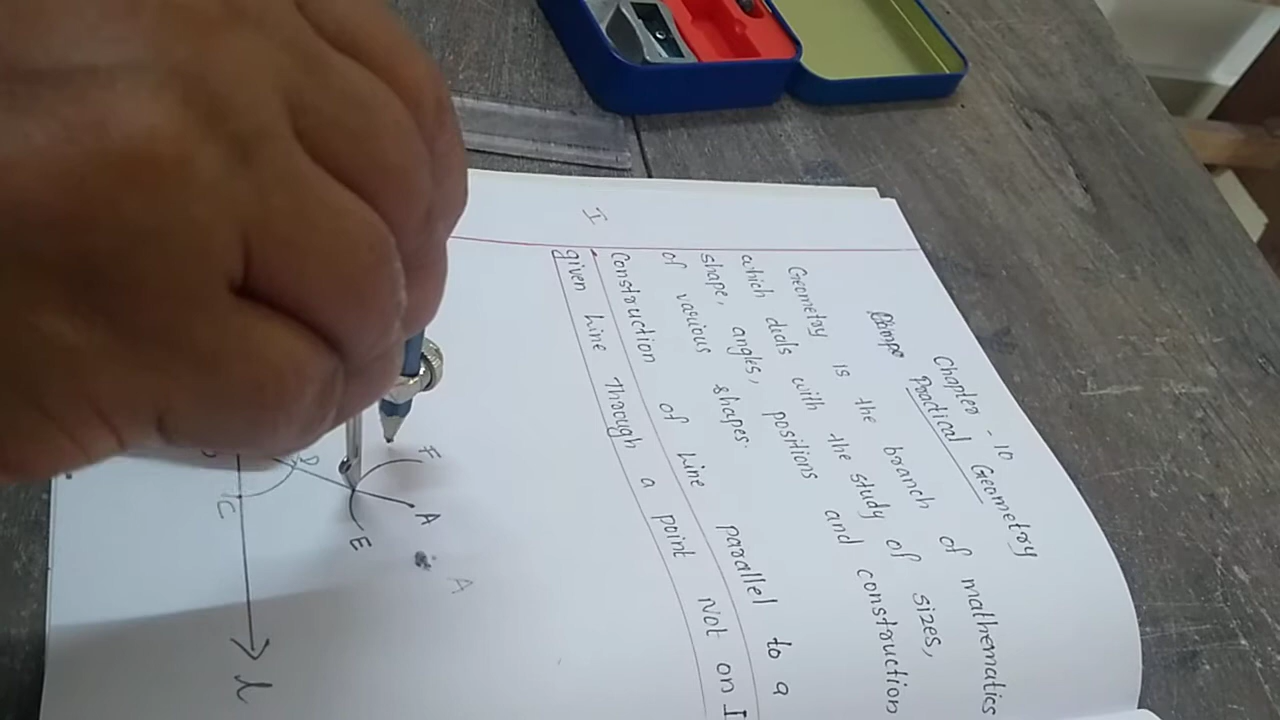 Chapter - 10
Practical Geometry
Geometry is the branch of mathematics
which dials with the study of sizes,
shape, angles, positions and construction
of various shapes.
I
Construction of Line parallel to a
given Line Through a point Not on I
F
A
A
E
D
C
l